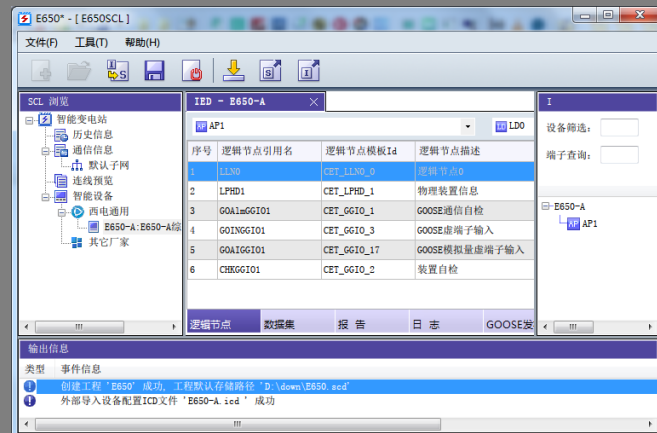 E650* - [ E650SCL ]
文件(F) 工具(T) 帮助(H)
SCL 浏览
智能变电站
历史信息
通信信息
默认子网
连线预览
智能设备
西电通用
E650-A:E650-A综
其它厂家
IED - E650-A
AP1 LD0
序号 逻辑节点引用名 逻辑节点模板Id 逻辑节点描述
1 LLN0 CET_LLN0_0 逻辑节点0
2 LPHD1 CET_LPHD_1 物理装置信息
3 GOAlmGGIO1 CET_GGIO_1 GOOSE通信自检
4 GOINGGIO1 CET_GGIO_3 GOOSE虚端子输入
5 GOAIGGIO1 CET_GGIO_17 GOOSE模拟量虚端子输入
6 CHKGGIO1 CET_GGIO_2 装置自检
逻辑节点 数据集 报 告 日 志 GOOSE发
I
设备筛选:
端子查询:
E650-A
AP1
输出信息
类型 事件信息
创建工程 'E650' 成功, 工程默认存储路径 'D:\down\E650.scd'
外部导入设备配置ICD文件 'E650-A.icd ' 成功